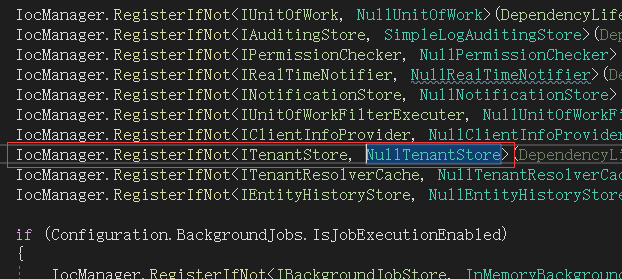 IocManager.RegisterIfNot<IUnitOfWork, NullUnitOfWork>(DependencyLife
IocManager.RegisterIfNot<IAuditingStore, SimpleLogAuditingStore>(Dep
IocManager.RegisterIfNot<IPermissionChecker, NullPermissionChecker>
IocManager.RegisterIfNot<IRealTimeNotifier, NullRealTimeNotifier>(De
IocManager.RegisterIfNot<INotificationStore, NullNotificationStore>
IocManager.RegisterIfNot<IUnitOfWorkFilterExecuter, NullUnitOfWorkFi
IocManager.RegisterIfNot<IClientInfoProvider, NullClientInfoProvider
IocManager.RegisterIfNot<ITenantStore, NullTenantStore>(DependencyLi
IocManager.RegisterIfNot<ITenantResolverCache, NullTenantResolverCac
IocManager.RegisterIfNot<IEntityHistoryStore, NullEntityHistoryStore
if (Configuration.BackgroundJobs.IsJobExecutionEnabled)
{
IocManager.RegisterIfNot<IBackgroundJobStore, InMemoryBackground